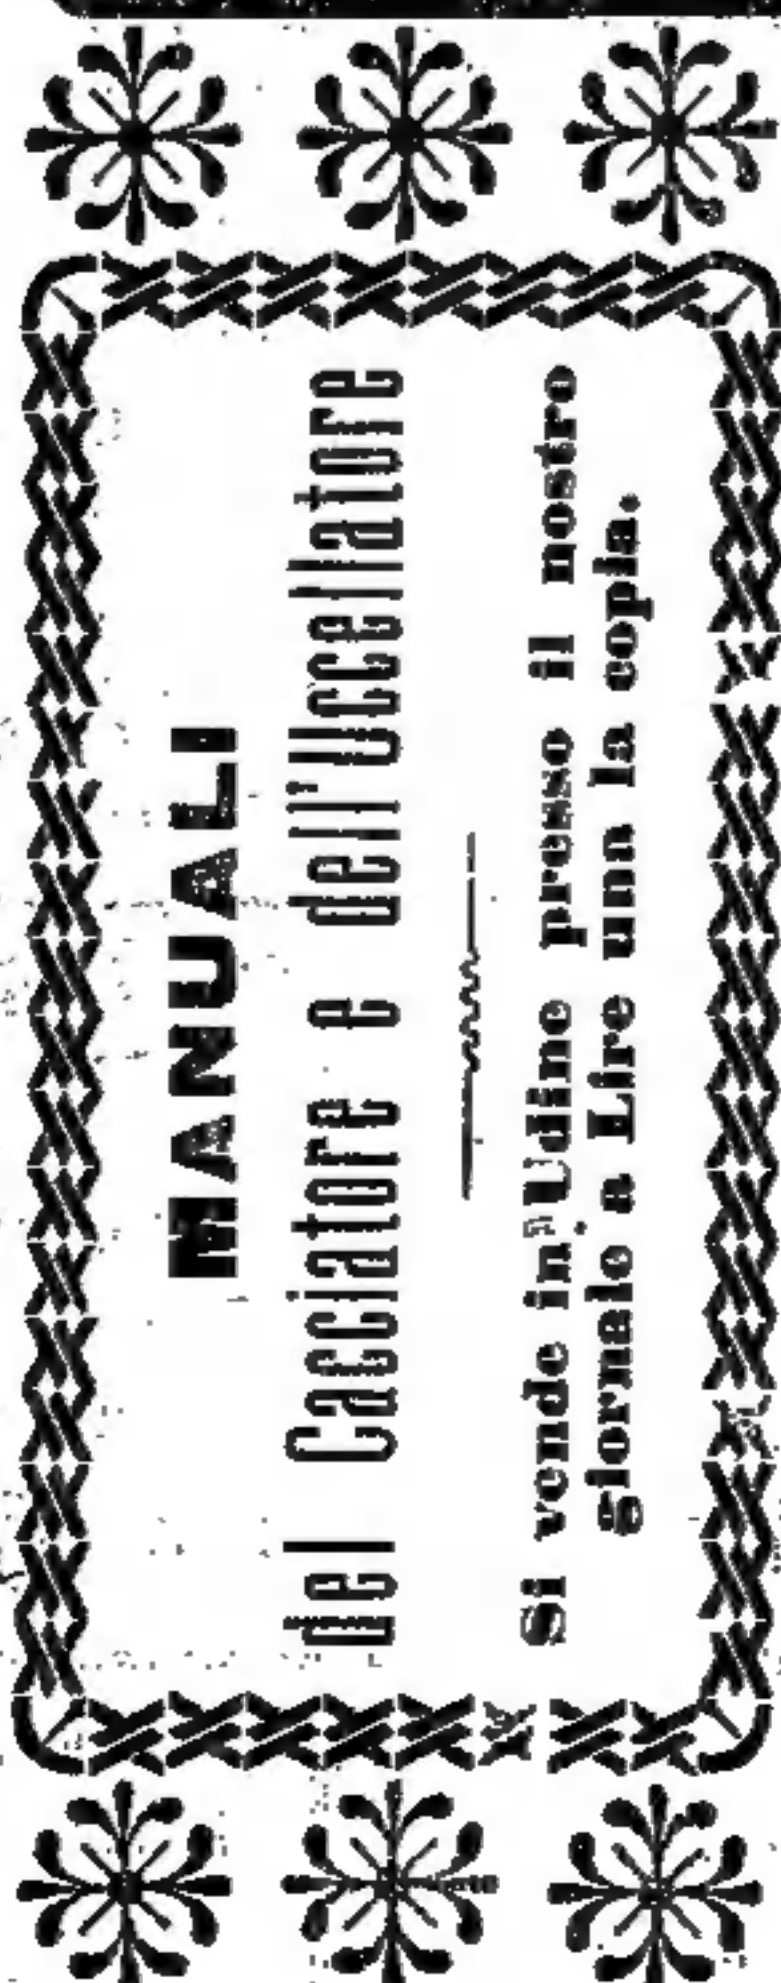 MANUALI
del Cacciatore e dell'Uccellatore
Si vende in Udine presso il nostro
giornale a Lire una la copia.